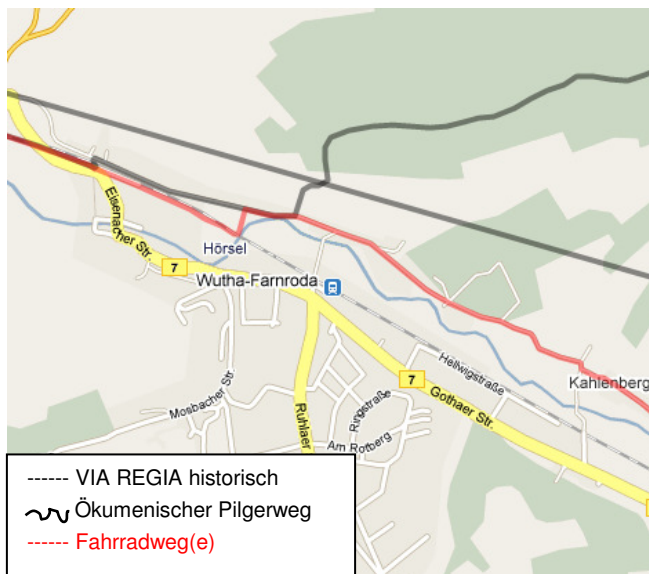 Eisenacher Str.
Hörsel
7
Wutha-Farnroda
Mosbacher Str.
Ruhlaer
Ringstraße
Am Rotberg
7
Gothaer Str.
Hellwigstraße
Kahlenberg
------ VIA REGIA historisch
Ökumenischer Pilgerweg
------ Fahrradweg(e)